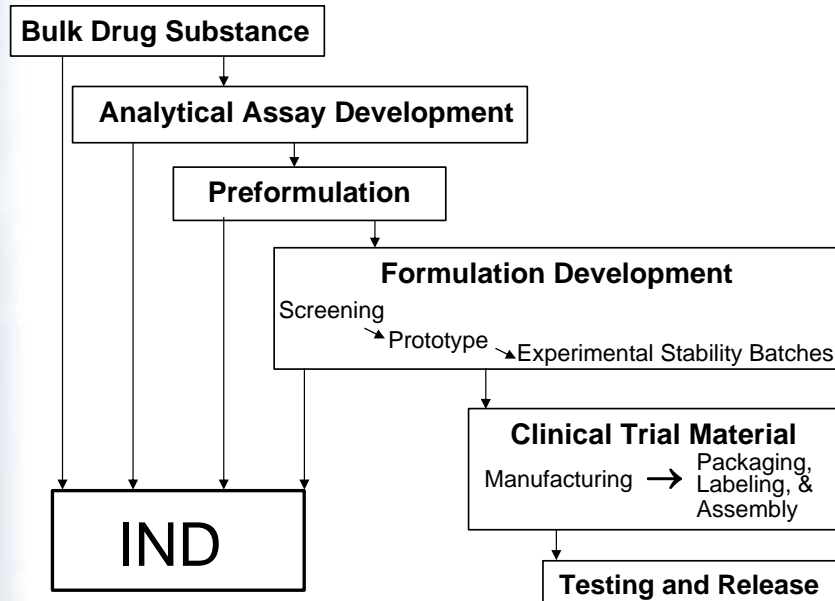 Bulk Drug Substance
Analytical Assay Development
Preformulation
Formulation Development
Screening
Prototype
Experimental Stability Batches
Clinical Trial Material
Manufacturing → Packaging,
Labeling, &
Assembly
IND
Testing and Release